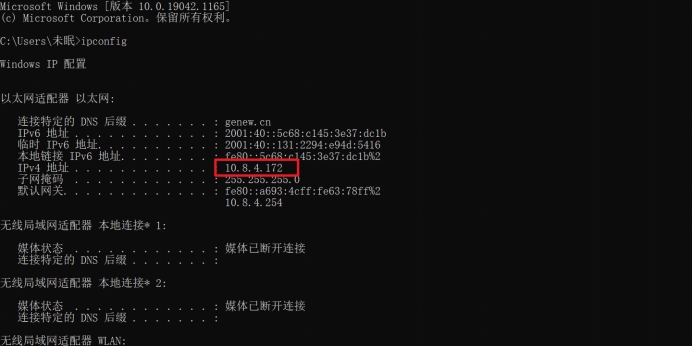 Microsoft Windows [版本 10.0.19042.1165]
(c) Microsoft Corporation。保留所有权利。
C:\Users\未眠>ipconfig
Windows IP 配置
以太网适配器 以太网:
连接特定的 DNS 后缀 . . . . . . . : genew.cn
IPv6 地址 . . . . . . . . . . . . : 2001:40::5c68:c145:3e37:dc1b
临时 IPv6 地址. . . . . . . . . . : 2001:40::131:2294:e94d:5416
本地链接 IPv6 地址. . . . . . . . : fe80::5c68:c145:3e37:dc1b%2
IPv4 地址 . . . . . . . . . . . . : 10.8.4.172
子网掩码 . . . . . . . . . . . . : 255.255.255.0
默认网关. . . . . . . . . . . . . : fe80::a693:4cff:fe63:78ff%2
10.8.4.254
无线局域网适配器 本地连接* 1:
媒体状态 . . . . . . . . . . . . : 媒体已断开连接
连接特定的 DNS 后缀 . . . . . . . :
无线局域网适配器 本地连接* 2:
媒体状态 . . . . . . . . . . . . : 媒体已断开连接
连接特定的 DNS 后缀 . . . . . . . :
无线局域网适配器 WLAN: